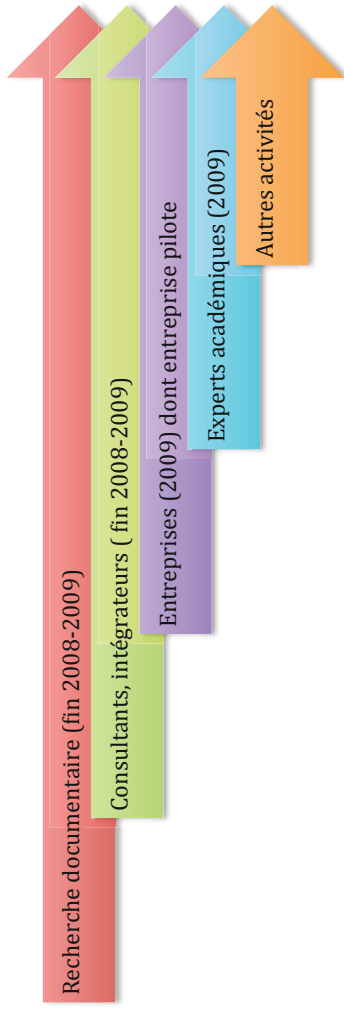 Recherche documentaire (fin 2008-2009)
Consultants, intégrateurs ( fin 2008-2009)
Entreprises (2009) dont entreprise pilote
Experts académiques (2009)
Autres activités